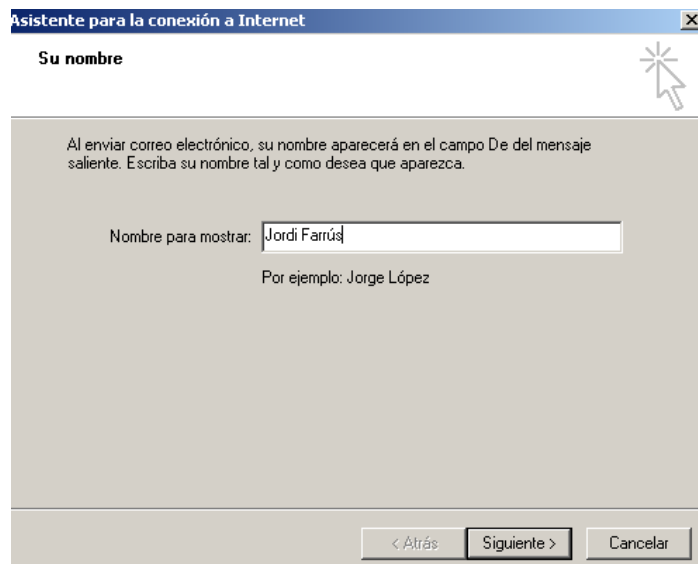 Asistente para la conexión a Internet
Su nombre
Al enviar correo electrónico, su nombre aparecerá en el campo De del mensaje
saliente. Escriba su nombre tal y como desea que aparezca.
Nombre para mostrar: Jordi Farrús
Por ejemplo: Jorge López
< Atrás Siguiente > Cancelar